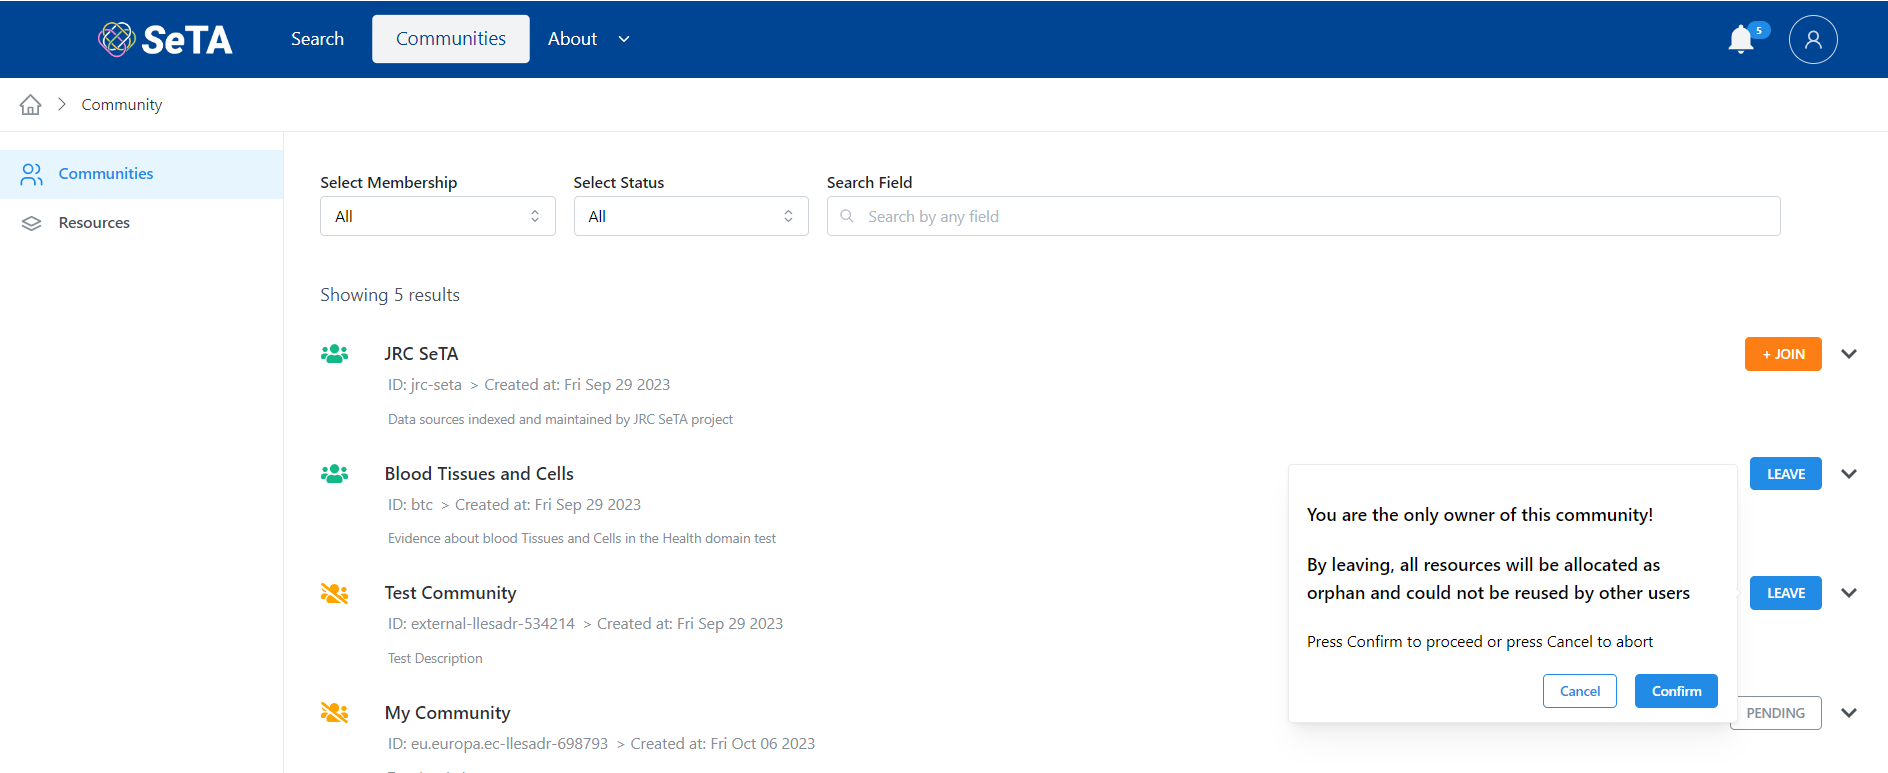 SeTA
Search
Communities
About
5
Community
Communities
Resources
Select Membership
Select Status
Search Field
All
All
Search by any field
Showing 5 results
JRC SeTA
+ JOIN
ID: jrc-seta > Created at: Fri Sep 29 2023
Data sources indexed and maintained by JRC SeTA project
Blood Tissues and Cells
LEAVE
ID: btc > Created at: Fri Sep 29 2023
Evidence about blood Tissues and Cells in the Health domain test
You are the only owner of this community!
By leaving, all resources will be allocated as
orphan and could not be reused by other users
Press Confirm to proceed or press Cancel to abort
Cancel
Confirm
Test Community
LEAVE
ID: external-llesadr-534214 > Created at: Fri Sep 29 2023
Test Description
My Community
PENDING
ID: eu.europa.ec-llesadr-698793 > Created at: Fri Oct 06 2023